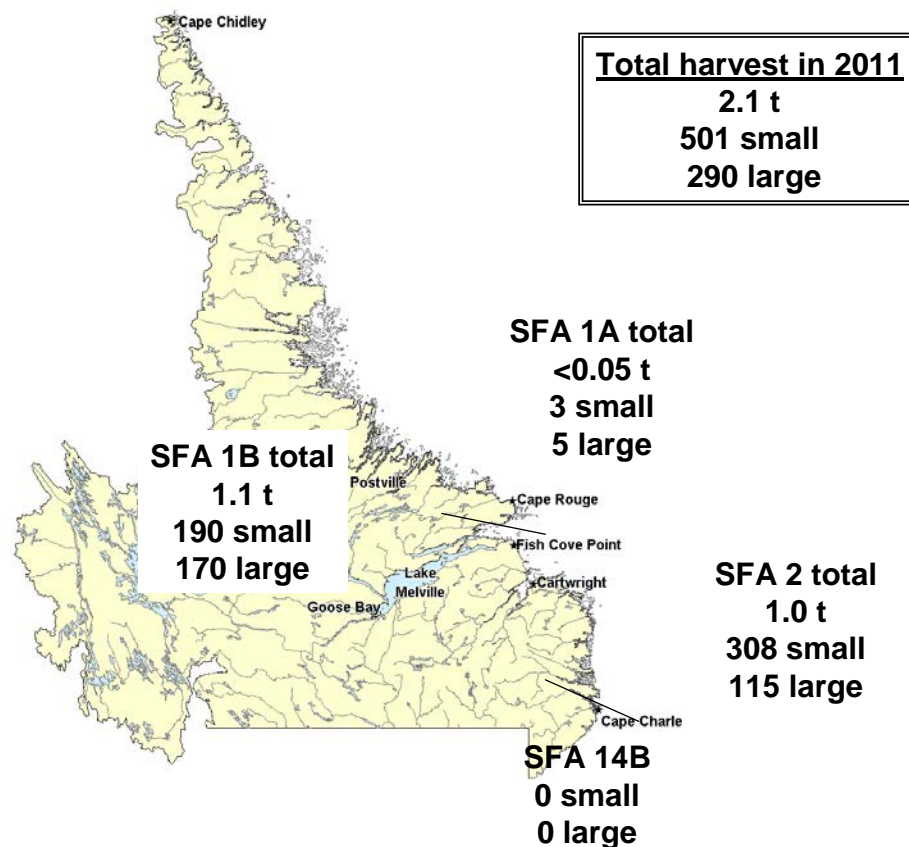 Cape Chidley
Total harvest in 2011
2.1 t
501 small
290 large
SFA 1A total
<0.05 t
3 small
5 large
SFA 1B total
1.1 t
190 small
170 large
Postville
Cape Rouge
Fish Cove Point
Lake
Melville
Cartwright
Goose Bay
SFA 2 total
1.0 t
308 small
115 large
Cape Charle
SFA 14B
0 small
0 large